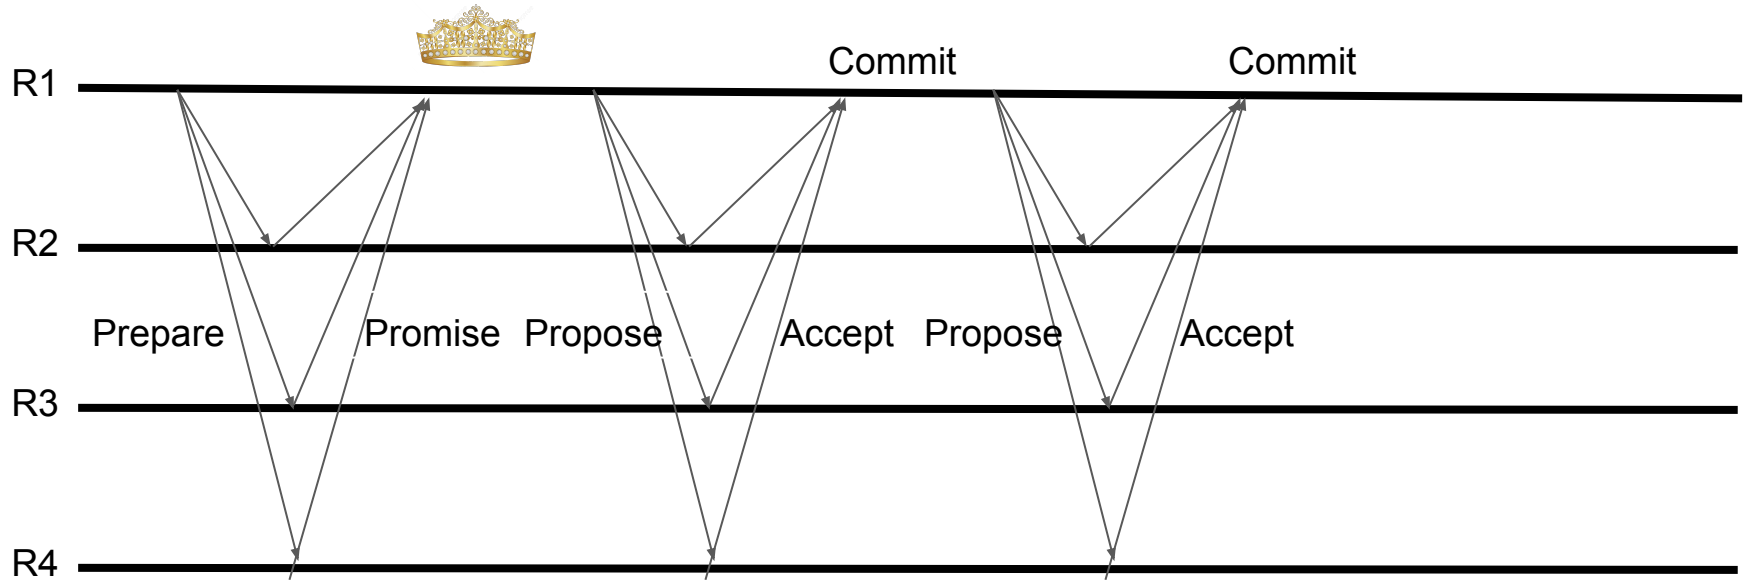 Commit Commit
R1
R2
Prepare Promise Propose Accept Propose Accept
R3
R4